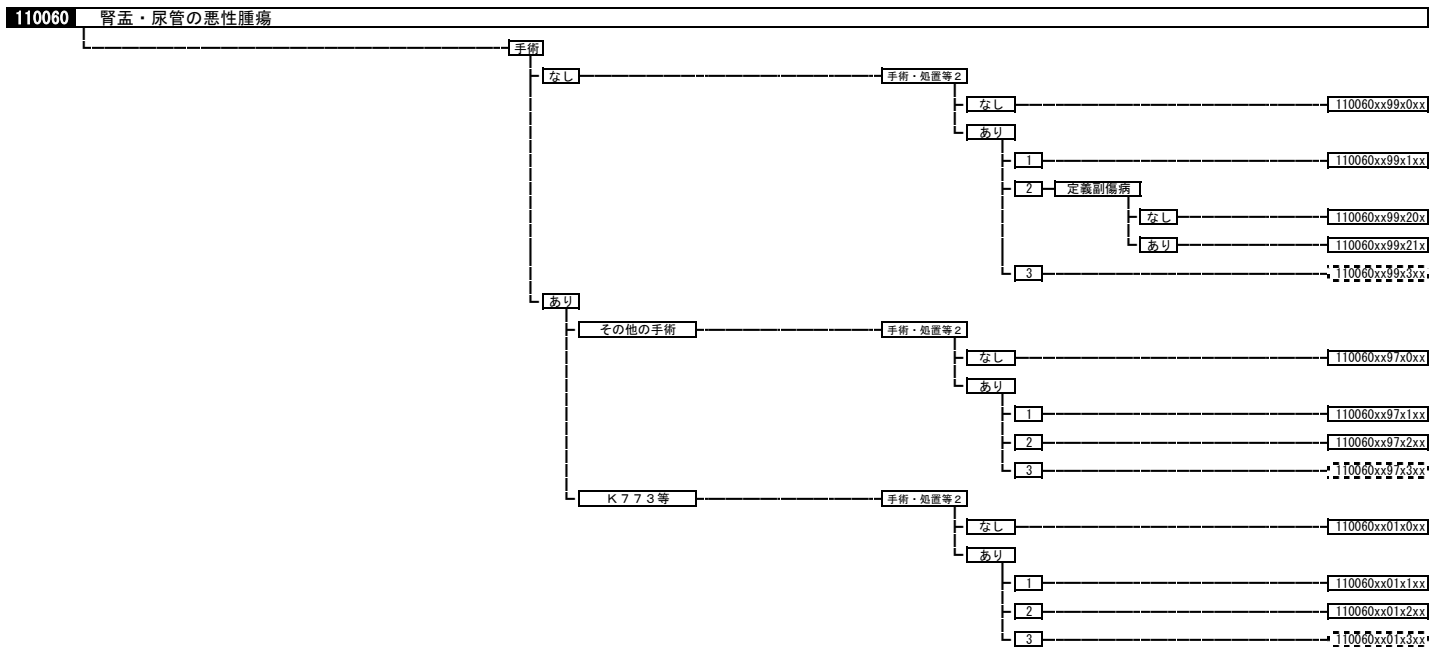 110060 腎盂・尿管の悪性腫瘍
手術
なし 手術・処置等2
なし 110060xx99x0xx
あり
1 110060xx99x1xx
2 定義副傷病
なし 110060xx99x20x
あり 110060xx99x21x
3 110060xx99x3xx
あり
その他の手術 手術・処置等2
なし 110060xx97x0xx
あり
1 110060xx97x1xx
2 110060xx97x2xx
3 110060xx97x3xx
K773等 手術・処置等2
なし 110060xx01x0xx
あり
1 110060xx01x1xx
2 110060xx01x2xx
3 110060xx01x3xx